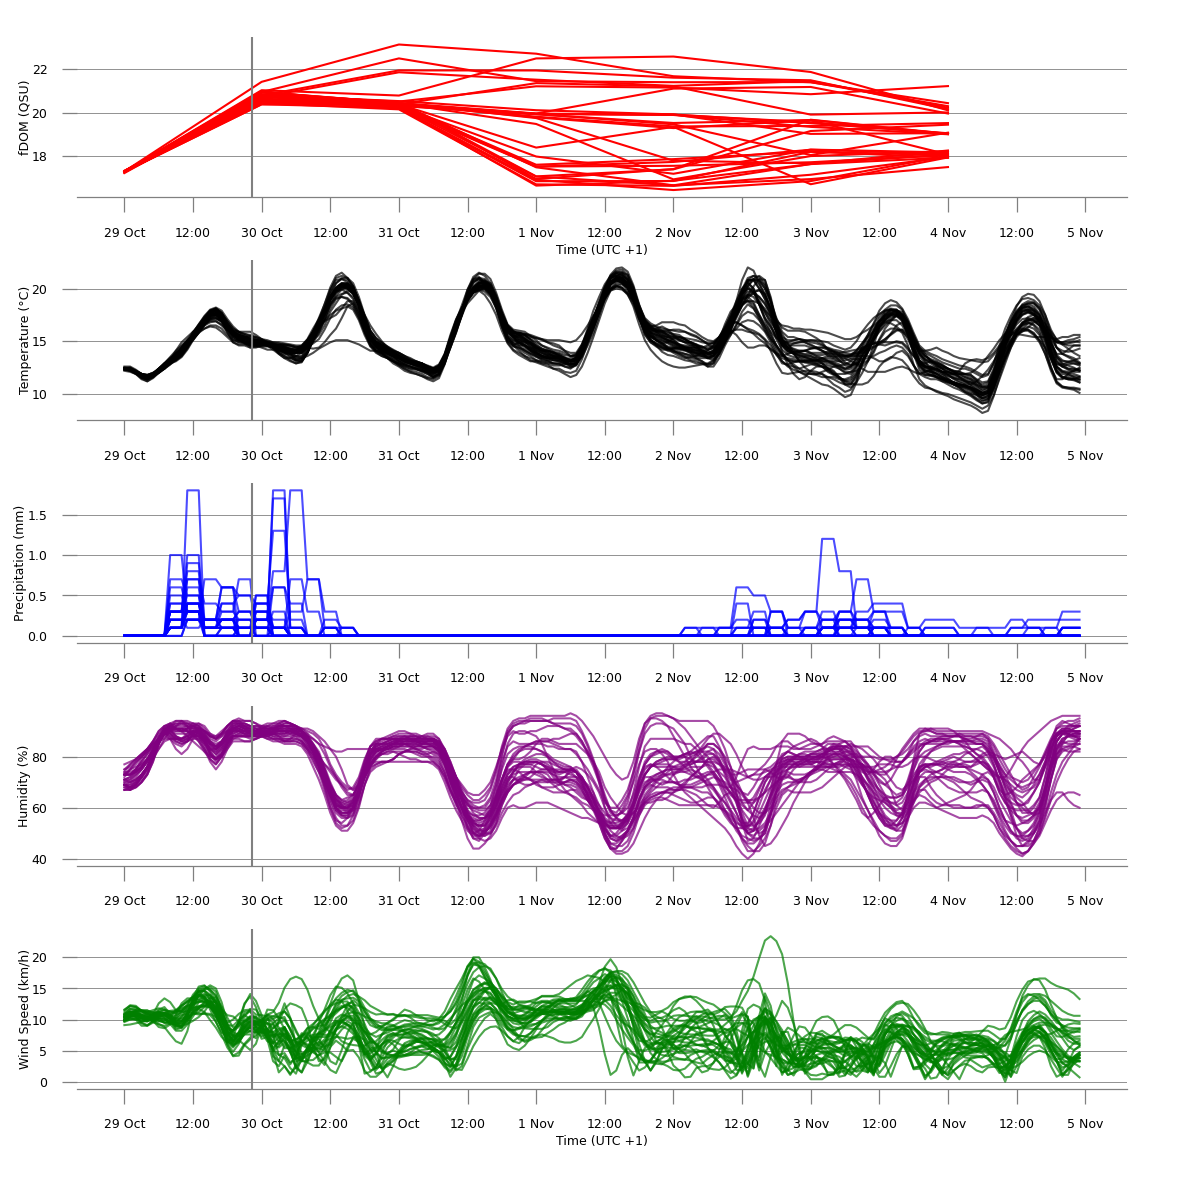 fDOM (QSU)
22
20
18
29 Oct 12:00 30 Oct 12:00 31 Oct 12:00 1 Nov 12:00 2 Nov 12:00 3 Nov 12:00 4 Nov 12:00 5 Nov
Time (UTC +1)
Temperature (°C)
20
15
10
29 Oct 12:00 30 Oct 12:00 31 Oct 12:00 1 Nov 12:00 2 Nov 12:00 3 Nov 12:00 4 Nov 12:00 5 Nov
Precipitation (mm)
1.5
1.0
0.5
0.0
29 Oct 12:00 30 Oct 12:00 31 Oct 12:00 1 Nov 12:00 2 Nov 12:00 3 Nov 12:00 4 Nov 12:00 5 Nov
Humidity (%)
80
60
40
29 Oct 12:00 30 Oct 12:00 31 Oct 12:00 1 Nov 12:00 2 Nov 12:00 3 Nov 12:00 4 Nov 12:00 5 Nov
Wind Speed (km/h)
20
15
10
5
0
29 Oct 12:00 30 Oct 12:00 31 Oct 12:00 1 Nov 12:00 2 Nov 12:00 3 Nov 12:00 4 Nov 12:00 5 Nov
Time (UTC +1)